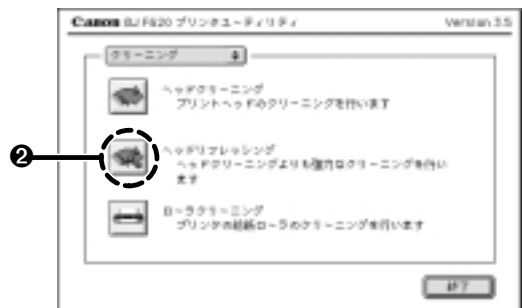 Canon BJ F620 プリンタユーティリティ Version 3.5
クリーニング
ヘッドクリーニング
プリントヘッドのクリーニングを行います
❷
ヘッドリフレッシング
ヘッドクリーニングよりも強力なクリーニングを行い
ます
ローラクリーニング
プリンタの給紙ローラのクリーニングを行います
終了